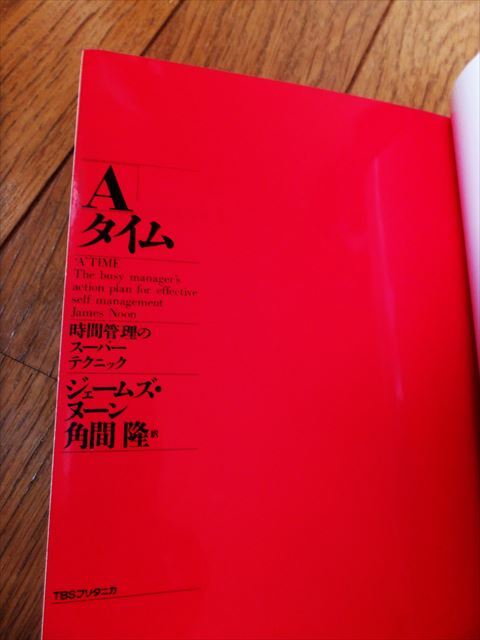 A
タイム
'A' TIME
The busy manager's
action plan for effective
self-management
James Noon
時間管理の
スーパー
テクニック
ジェームズ・
ヌーン
角間 隆 訳
TBSブリタニカ